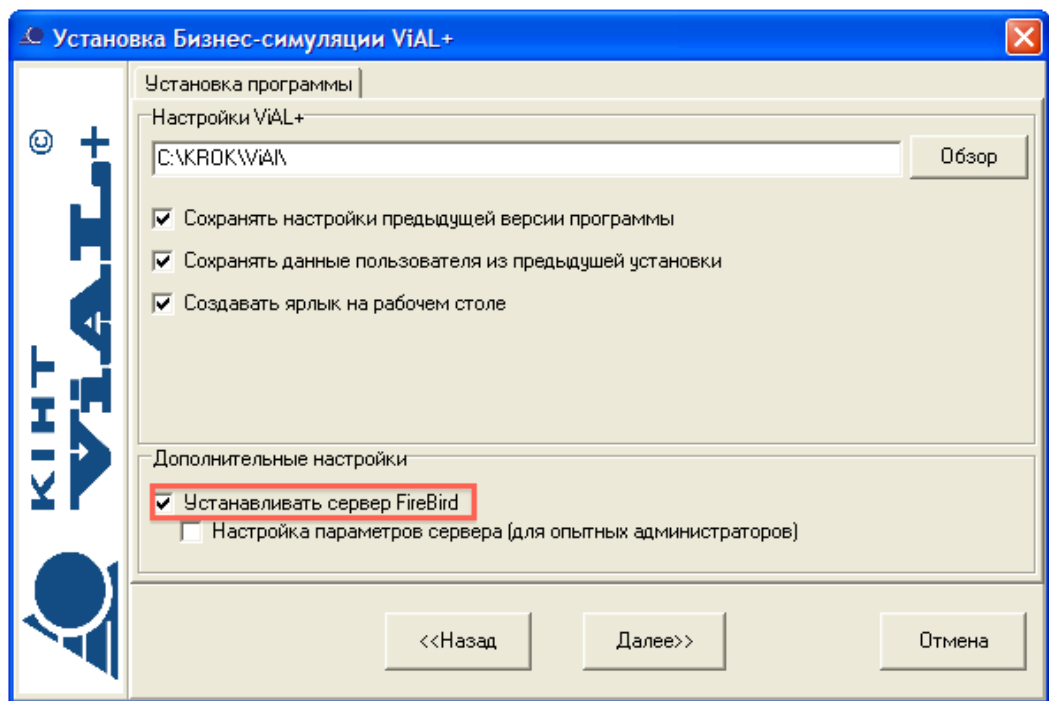 Установка Бизнес-симуляции ViAL+
Установка программы
Настройки ViAL+
C:\KROK\ViAl\
Обзор
Сохранять настройки предыдущей версии программы
Сохранять данные пользователя из предыдушей установки
Создавать ярлык на рабочем столе
Дополнительные настройки
Устанавливать сервер FireBird
Настройка параметров сервера (для опытных администраторов)
<<Назад
Далее>>
Отмена
КІНТ
ViAL+ ©